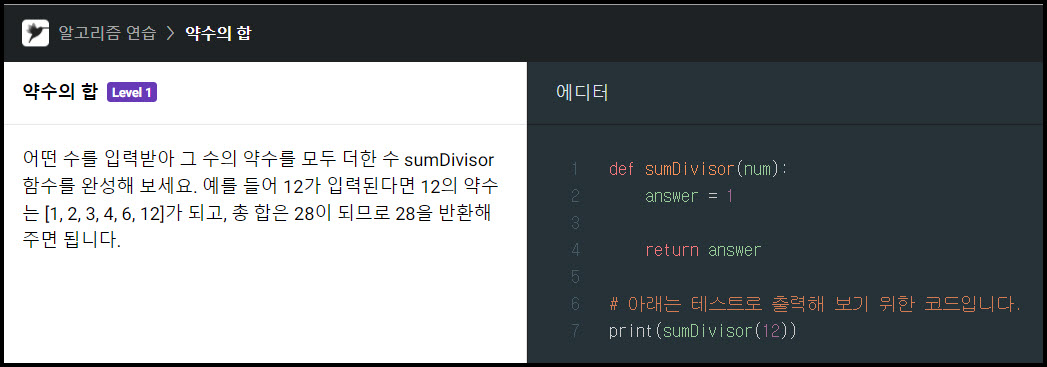 알고리즘 연습 > 약수의 합
약수의 합 Level 1
어떤 수를 입력받아 그 수의 약수를 모두 더한 수 sumDivisor
함수를 완성해 보세요. 예를 들어 12가 입력된다면 12의 약수
는 [1, 2, 3, 4, 6, 12]가 되고, 총 합은 28이 되므로 28을 반환해
주면 됩니다.
에디터
1 def sumDivisor(num):
2 answer = 1
3
4 return answer
5
6 # 아래는 테스트로 출력해 보기 위한 코드입니다.
7 print(sumDivisor(12))